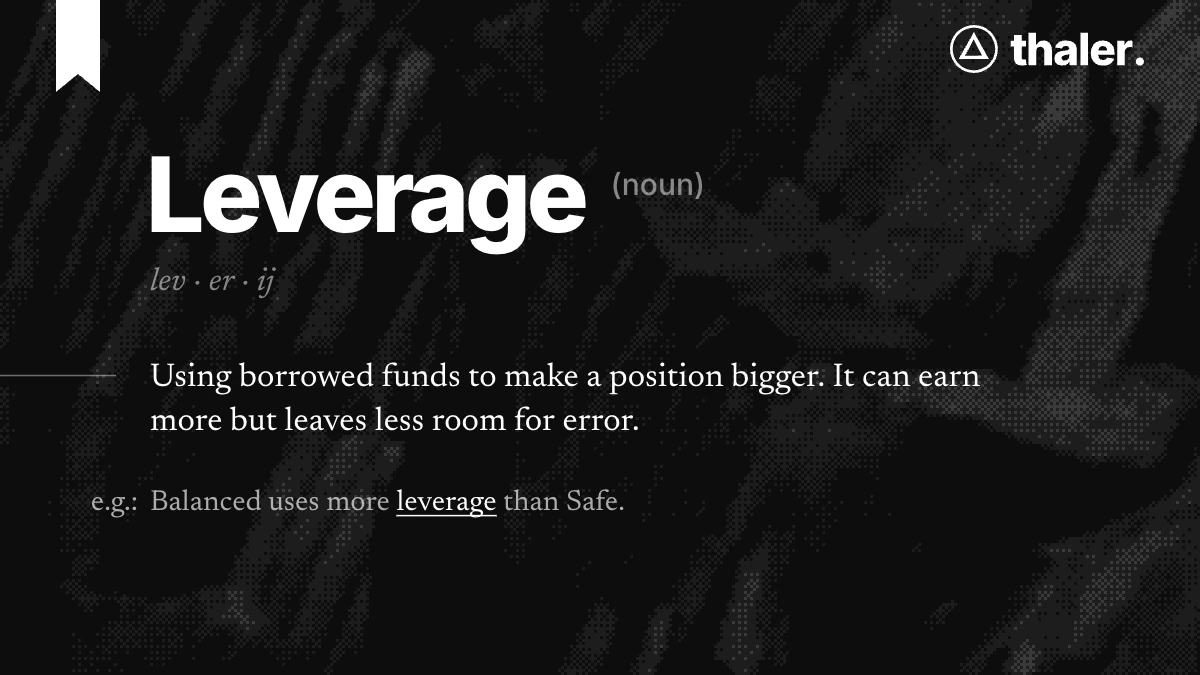 thaler.
Leverage (noun)
lev · er · ij
Using borrowed funds to make a position bigger. It can earn
more but leaves less room for error.
e.g.: Balanced uses more leverage than Safe.